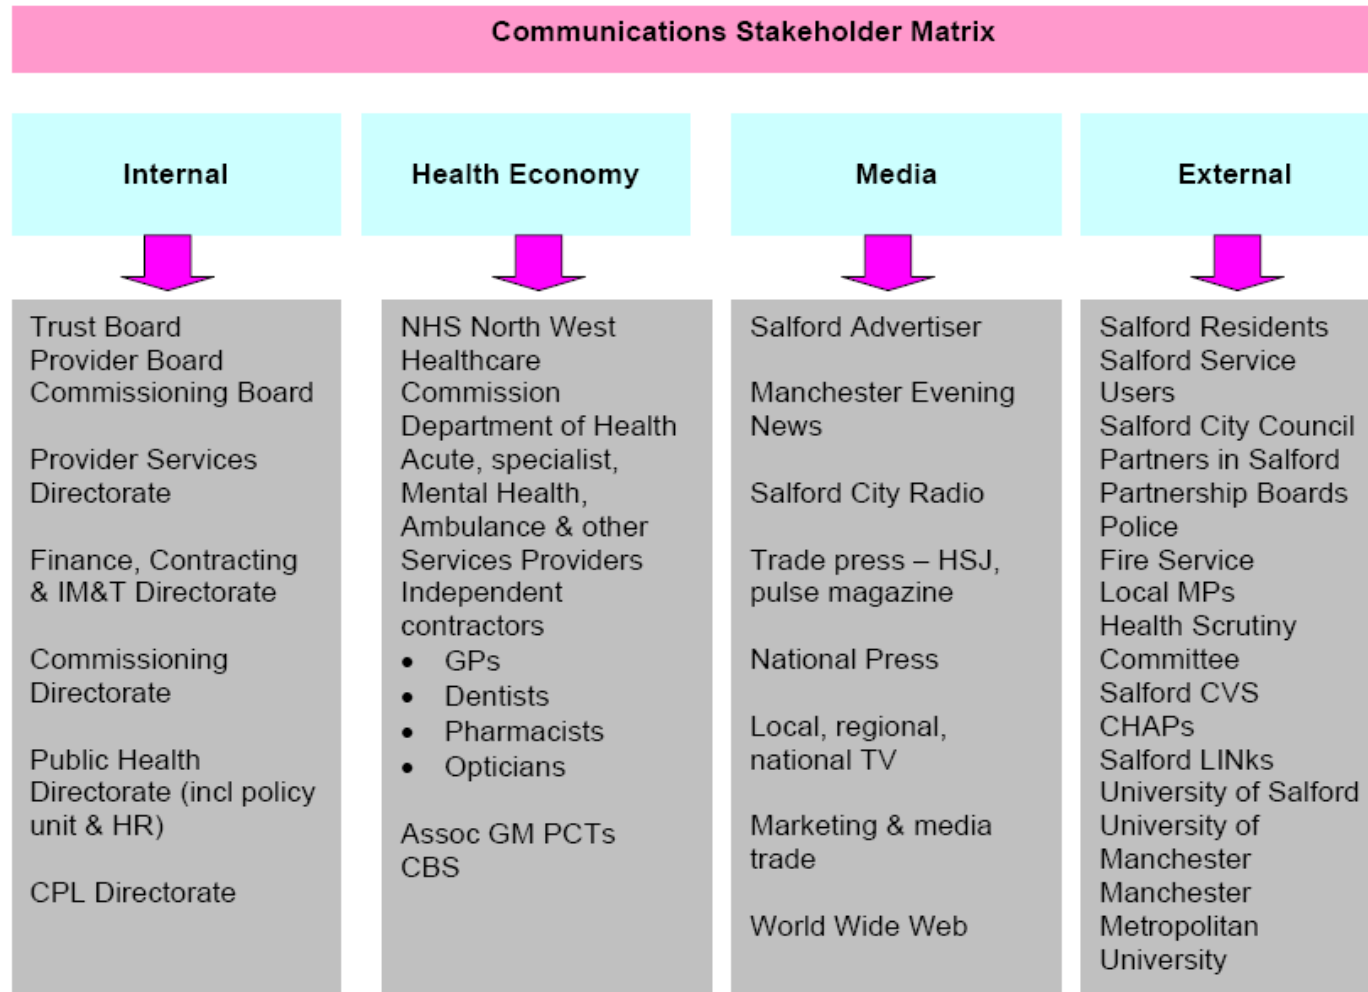 Communications Stakeholder Matrix
Internal
Health Economy
Media
External
Trust Board
Provider Board
Commissioning Board
Provider Services
Directorate
Finance, Contracting
& IM&T Directorate
Commissioning
Directorate
Public Health
Directorate (incl policy
unit & HR)
CPL Directorate
NHS North West
Healthcare
Commission
Department of Health
Acute, specialist,
Mental Health,
Ambulance & other
Services Providers
Independent
contractors
• GPs
• Dentists
• Pharmacists
• Opticians
Assoc GM PCTs
CBS
Salford Advertiser
Manchester Evening
News
Salford City Radio
Trade press – HSJ,
pulse magazine
National Press
Local, regional,
national TV
Marketing & media
trade
World Wide Web
Salford Residents
Salford Service
Users
Salford City Council
Partners in Salford
Partnership Boards
Police
Fire Service
Local MPs
Health Scrutiny
Committee
Salford CVS
CHAPs
Salford LINks
University of Salford
University of
Manchester
Manchester
Metropolitan
University